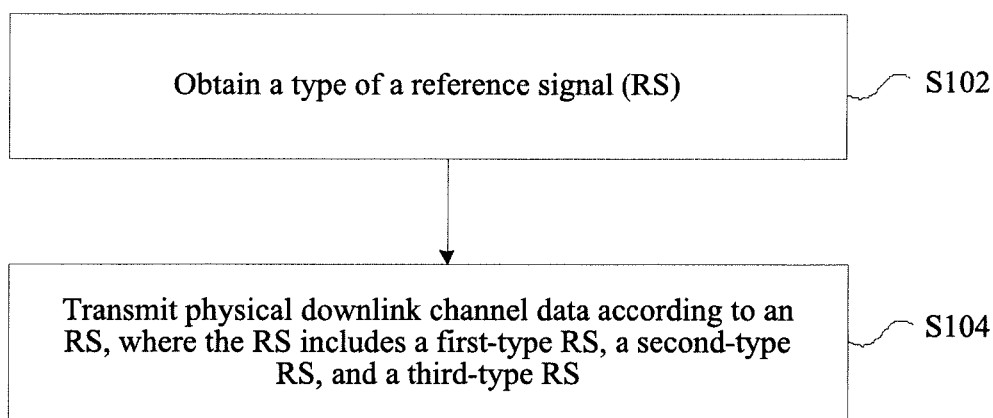 Obtain a type of a reference signal (RS)
S102
Transmit physical downlink channel data according to an
RS, where the RS includes a first-type RS, a second-type
RS, and a third-type RS
S104